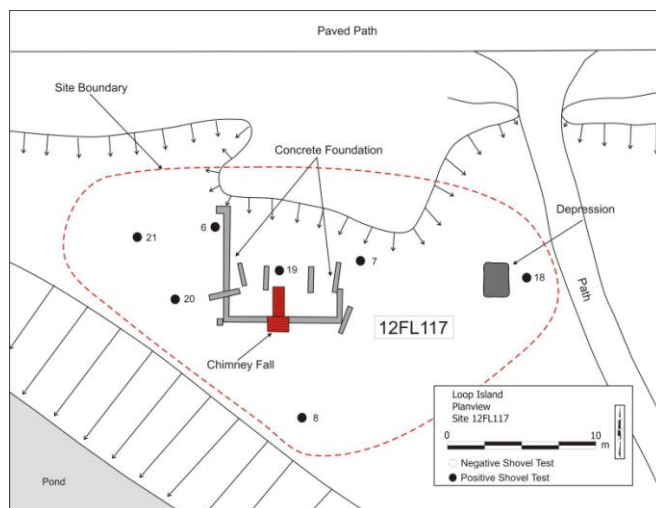 Paved Path
Site Boundary
Concrete Foundation
6
21
7
Depression
19
18
20
Path
12FL117
Chimney Fall
8
Loop Island
Planview
Site 12FL117
0 10
m
Negative Shovel Test
Positive Shovel Test
Pond